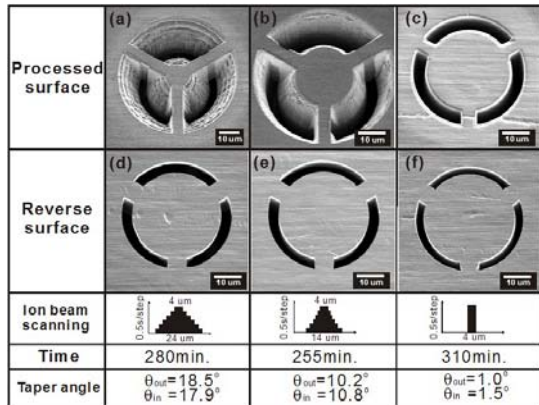 Processed surface
(a)
10 um
(b)
10 um
(c)
10 um
Reverse surface
(d)
10 um
(e)
10 um
(f)
10 um
Ion beam scanning
0.5s/step
4 um
24 um
0.5s/step
4 um
14 um
0.5s/step
4 um
Time
280min.
255min.
310min.
Taper angle
θout=18.5°
θin=17.9°
θout=10.2°
θin=10.8°
θout=1.0°
θin=1.5°